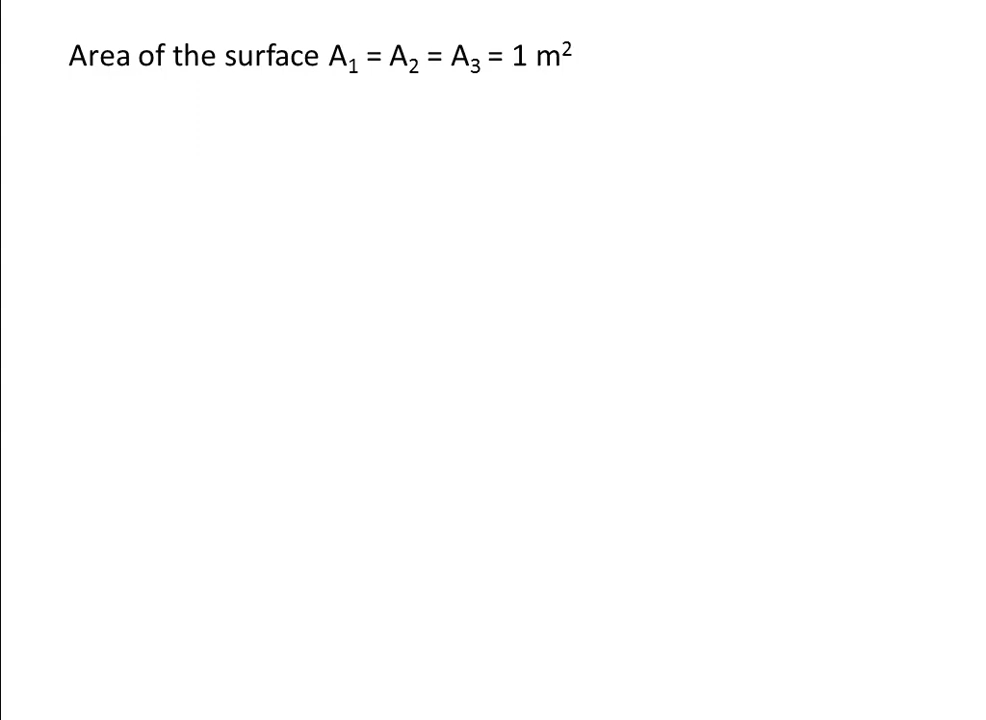 Area of the surface A₁ = A₂ = A₃ = 1 m²